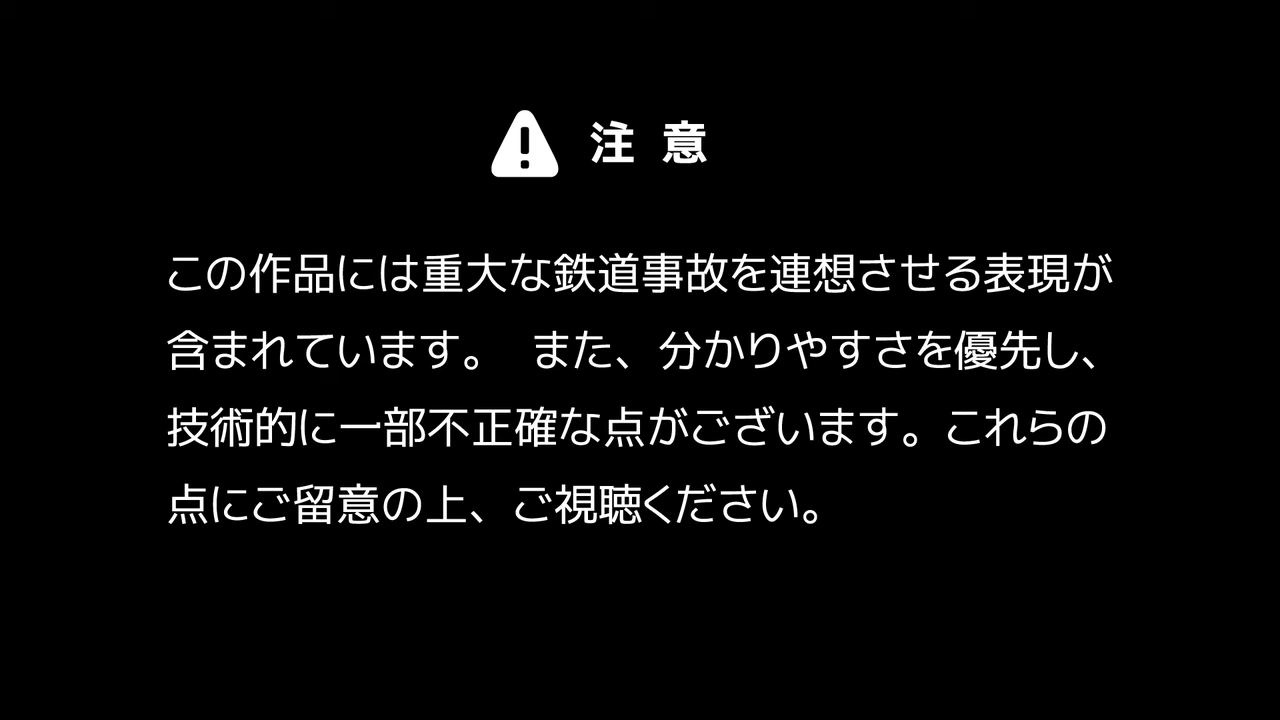 注 意
この作品には重大な鉄道事故を連想させる表現が
含まれています。 また、分かりやすさを優先し、
技術的に一部不正確な点がございます。これらの
点にご留意の上、ご視聴ください。